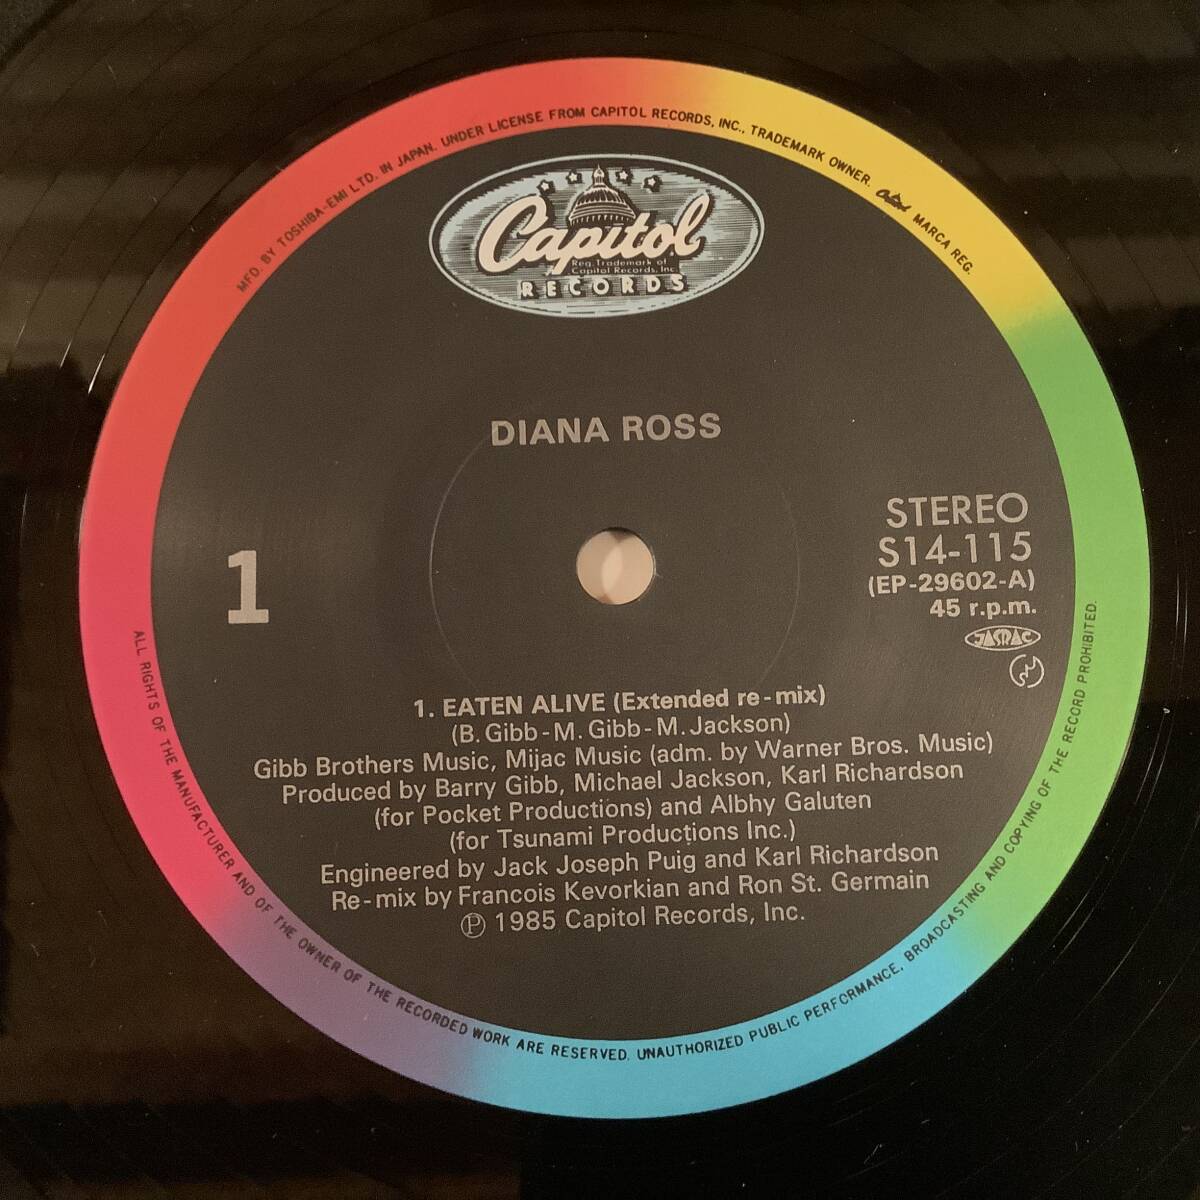 MFD. BY TOSHIBA-EMI LTD. IN JAPAN. UNDER LICENSE FROM CAPITOL RECORDS, INC., TRADEMARK OWNER. Capitol MARCA REG.
Capitol
Reg. Trademark of
Capitol Records, Inc.
RECORDS
DIANA ROSS
STEREO
S14-115
(EP-29602-A)
45 r.p.m.
JASRAC
1
1. EATEN ALIVE (Extended re-mix)
(B. Gibb-M. Gibb-M. Jackson)
Gibb Brothers Music, Mijac Music (adm. by Warner Bros. Music)
Produced by Barry Gibb, Michael Jackson, Karl Richardson
(for Pocket Productions) and Albhy Galuten
(for Tsunami Productions Inc.)
Engineered by Jack Joseph Puig and Karl Richardson
Re-mix by Francois Kevorkian and Ron St. Germain
Ⓟ 1985 Capitol Records, Inc.
ALL RIGHTS OF THE MANUFACTURER AND OF THE OWNER OF THE RECORDED WORK ARE RESERVED. UNAUTHORIZED PUBLIC PERFORMANCE, BROADCASTING AND COPYING OF THE RECORD PROHIBITED.